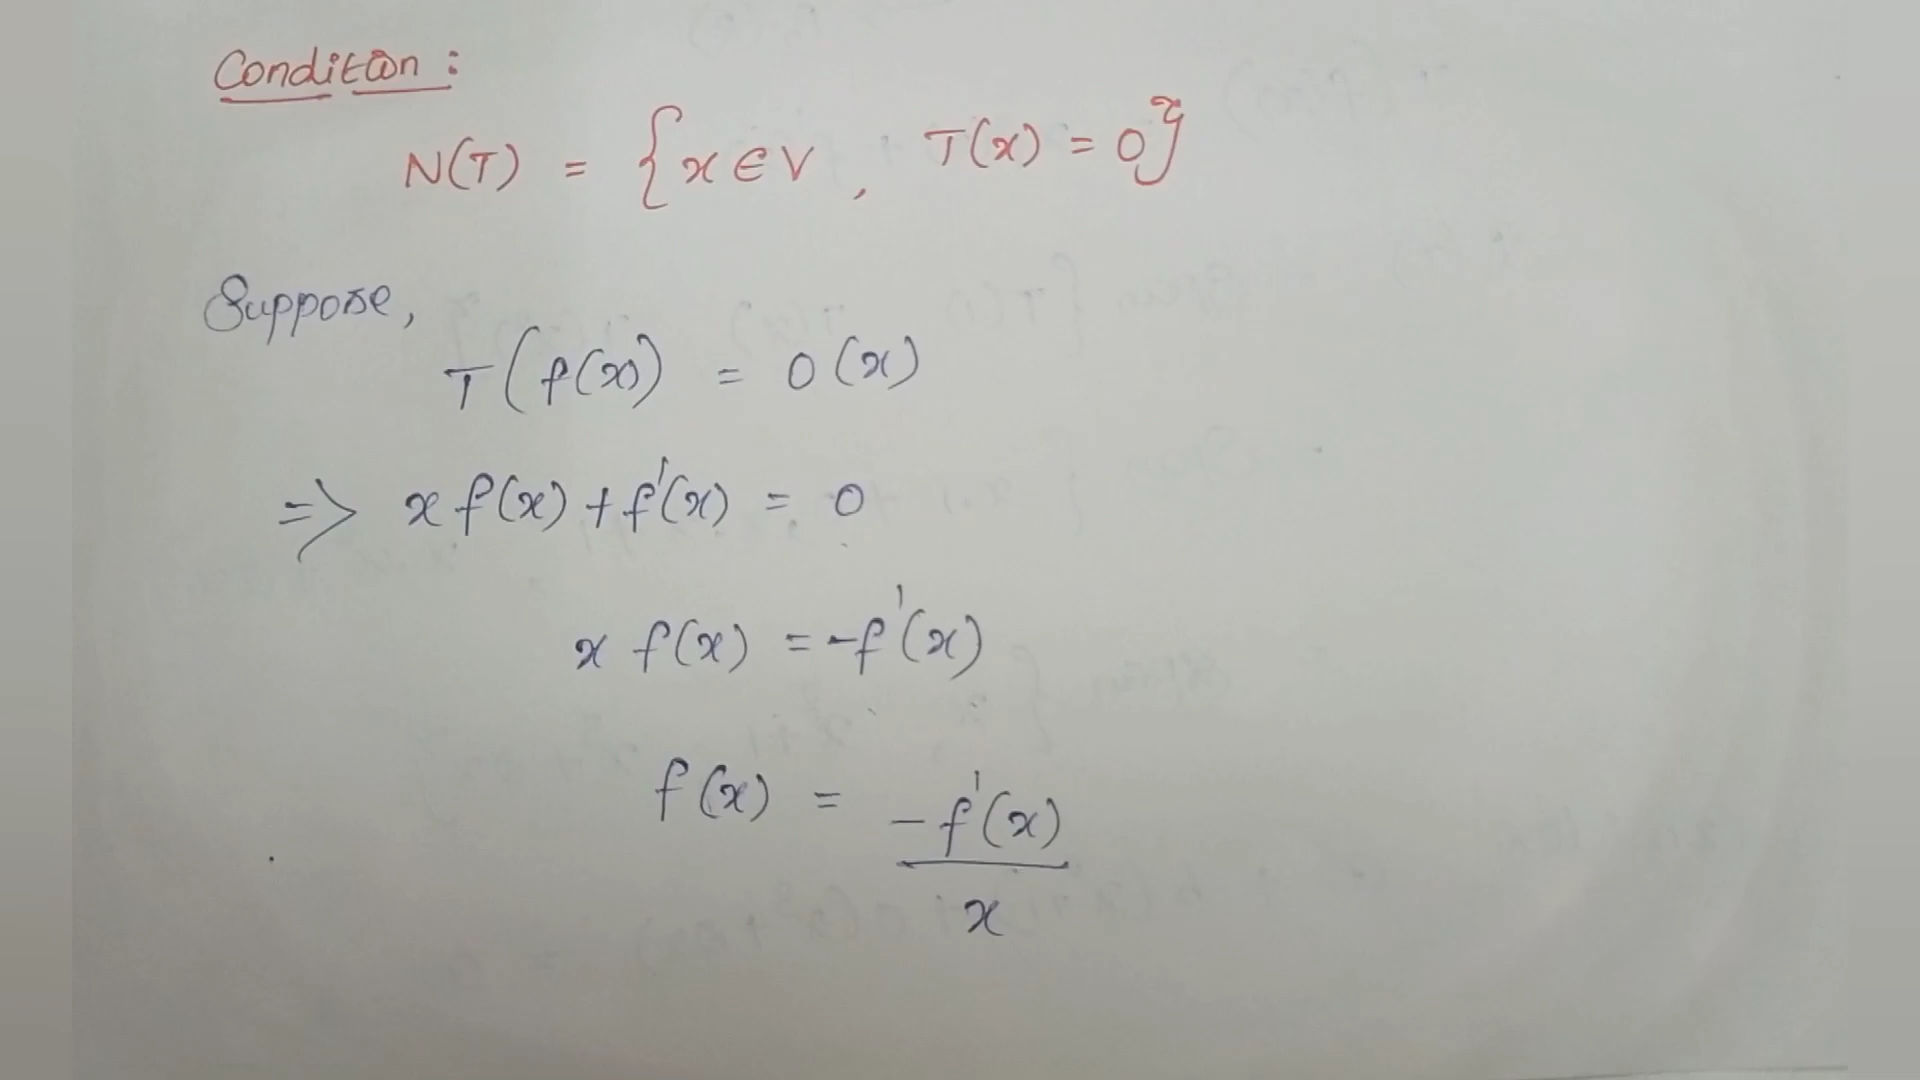 Condition :
N(T) = {x ∈ V , T(x) = 0}
Suppose,
T(f(x)) = 0(x)
=> x f(x) + f'(x) = 0
x f(x) = -f'(x)
f(x) = -f'(x)
x